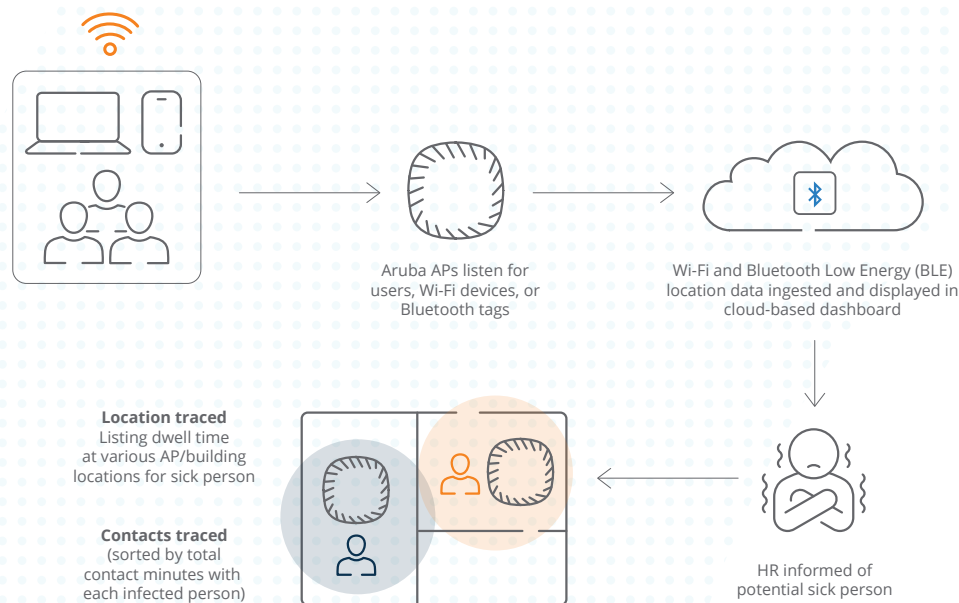 Aruba APs listen for
users, Wi-Fi devices, or
Bluetooth tags
Wi-Fi and Bluetooth Low Energy (BLE)
location data ingested and displayed in
cloud-based dashboard
Location traced
Listing dwell time
at various AP/building
locations for sick person
Contacts traced
(sorted by total
contact minutes with
each infected person)
HR informed of
potential sick person